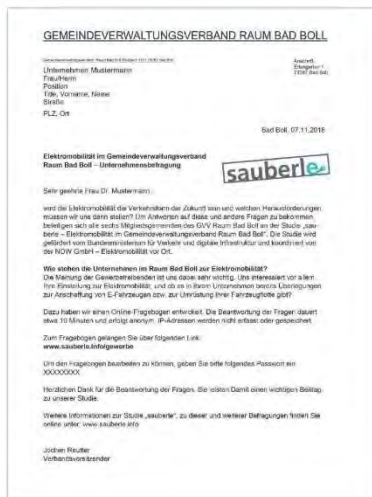 GEMEINDEVERWALTUNGSVERBAND RAUM BAD BOLL
Anschrift:
Erlengarten 1
73087 Bad Boll
Unternehmen Mustermann
Frau/Herrn
Position
Title, Vorname, Name
Straße
PLZ, Ort
Bad Boll, 07.11.2018
Elektromobilität im Gemeindeverwaltungsverband
Raum Bad Boll – Unternehmensbefragung
sauberle
Sehr geehrte Frau Dr. Mustermann,
wird die Elektromobilität die Verkehrsform der Zukunft sein und welchen Herausforderungen
müssen wir uns dann stellen? Um Antworten auf diese und andere Fragen zu bekommen,
beteiligen sich alle sechs Mitgliedsgemeinden des GVV Raum Bad Boll an der Studie „sau-
berle – Elektromobilität im Gemeindeverwaltungsverband Raum Bad Boll“. Die Studie wird
gefördert vom Bundesministerium für Verkehr und digitale Infrastruktur und koordiniert von
der NOW GmbH – Elektromobilität vor Ort.
Wie stehen die Unternehmen im Raum Bad Boll zur Elektromobilität?
Die Meinung der Gewerbetreibenden ist uns dabei sehr wichtig. Uns interessiert vor allem
Ihre Einstellung zur Elektromobilität, und ob es in Ihrem Unternehmen bereits Überlegungen
zur Anschaffung von E-Fahrzeugen bzw. zur Umrüstung Ihrer Fahrzeugflotte gibt?
Dazu haben wir einen Online-Fragebogen entwickelt. Die Beantwortung der Fragen dauert
etwa 10 Minuten und erfolgt anonym. IP-Adressen werden nicht erfasst oder gespeichert.
Zum Fragebogen gelangen Sie über folgenden Link:
www.sauberle.info/gewerbe
Um den Fragebogen bearbeiten zu können, geben Sie bitte folgendes Passwort ein:
XXXXXXXX
Herzlichen Dank für die Beantwortung der Fragen. Sie leisten Damit einen wichtigen Beitrag
zu unserer Studie.
Weitere Informationen zur Studie „sauberle“, zu dieser und weiterer Befragungen finden Sie
online unter: www.sauberle.info
Jochen Reutter
Verbandsvorsitzender